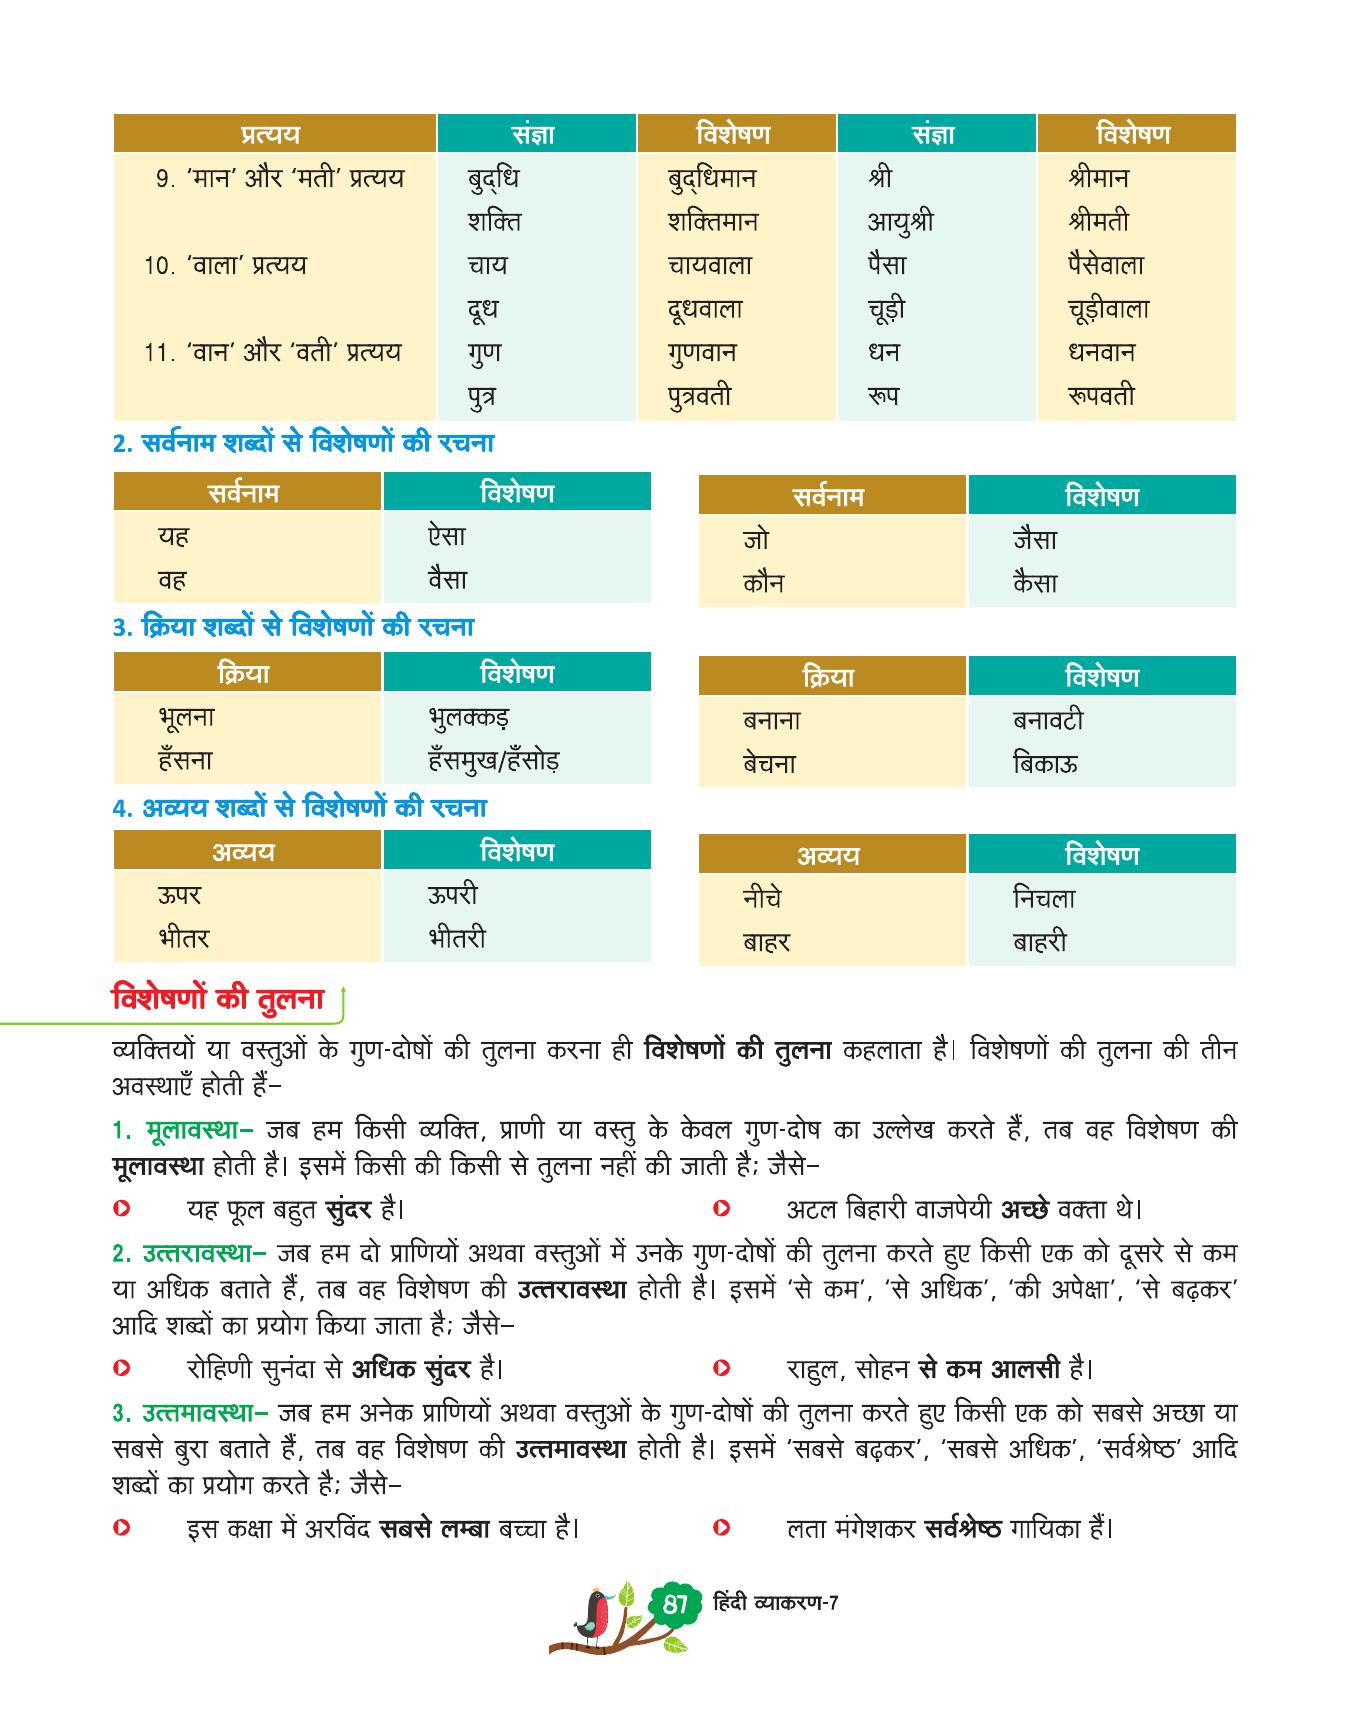 प्रत्यय संज्ञा विशेषण संज्ञा विशेषण
9. ‘मान’ और ‘मती’ प्रत्यय बुद्‌धि बुद्‌धिमान श्री श्रीमान
शक्ति शक्तिमान आयुश्री श्रीमती
10. ‘वाला’ प्रत्यय चाय चायवाला पैसा पैसेवाला
दूध दूधवाला चूड़ी चूड़ीवाला
11. ‘वान’ और ‘वती’ प्रत्यय गुण गुणवान धन धनवान
पुत्र पुत्रवती रूप रूपवती
2. सर्वनाम शब्दों से विशेषणों की रचना
सर्वनाम विशेषण सर्वनाम विशेषण
यह ऐसा जो जैसा
वह वैसा कौन कैसा
3. क्रिया शब्दों से विशेषणों की रचना
क्रिया विशेषण क्रिया विशेषण
भूलना भुलक्कड़ बनाना बनावटी
हँसना हँसमुख/हँसोड़ बेचना बिकाऊ
4. अव्यय शब्दों से विशेषणों की रचना
अव्यय विशेषण अव्यय विशेषण
ऊपर ऊपरी नीचे निचला
भीतर भीतरी बाहर बाहरी
विशेषणों की तुलना
व्यक्तियों या वस्तुओं के गुण-दोषों की तुलना करना ही विशेषणों की तुलना कहलाता है। विशेषणों की तुलना की तीन
अवस्थाएँ होती हैं–
1. मूलावस्था– जब हम किसी व्यक्ति, प्राणी या वस्तु के केवल गुण-दोष का उल्लेख करते हैं, तब वह विशेषण की
मूलावस्था होती है। इसमें किसी की किसी से तुलना नहीं की जाती है; जैसे–
यह फूल बहुत सुंदर है। अटल बिहारी वाजपेयी अच्छे वक्ता थे।
2. उत्तरावस्था– जब हम दो प्राणियों अथवा वस्तुओं में उनके गुण-दोषों की तुलना करते हुए किसी एक को दूसरे से कम
या अधिक बताते हैं, तब वह विशेषण की उत्तरावस्था होती है। इसमें ‘से कम’, ‘से अधिक’, ‘की अपेक्षा’, ‘से बढ़कर’
आदि शब्दों का प्रयोग किया जाता है; जैसे–
रोहिणी सुनंदा से अधिक सुंदर है। राहुल, सोहन से कम आलसी है।
3. उत्तमावस्था– जब हम अनेक प्राणियों अथवा वस्तुओं के गुण-दोषों की तुलना करते हुए किसी एक को सबसे अच्छा या
सबसे बुरा बताते हैं, तब वह विशेषण की उत्तमावस्था होती है। इसमें ‘सबसे बढ़कर’, ‘सबसे अधिक’, ‘सर्वश्रेष्ठ’ आदि
शब्दों का प्रयोग करते है; जैसे–
इस कक्षा में अरविंद सबसे लम्बा बच्चा है। लता मंगेशकर सर्वश्रेष्ठ गायिका हैं।
87 हिंदी व्याकरण-7